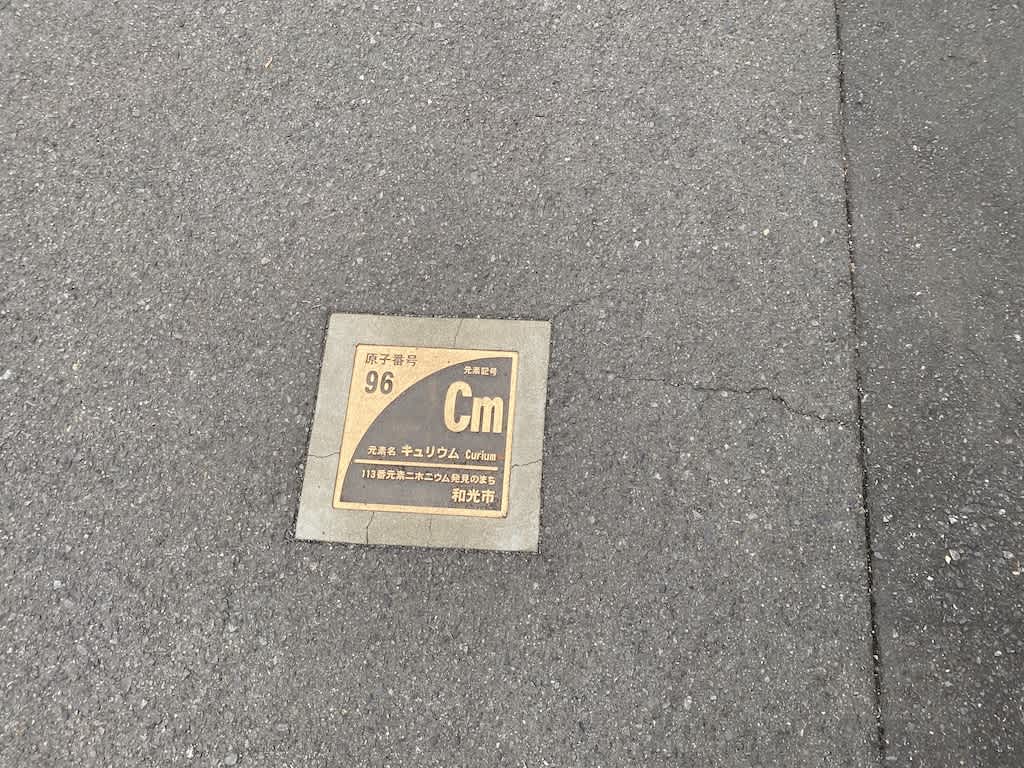 原子番号
96
元素記号
Cm
元素名 キュリウム Curium
113番元素ニホニウム発見のまち
和光市